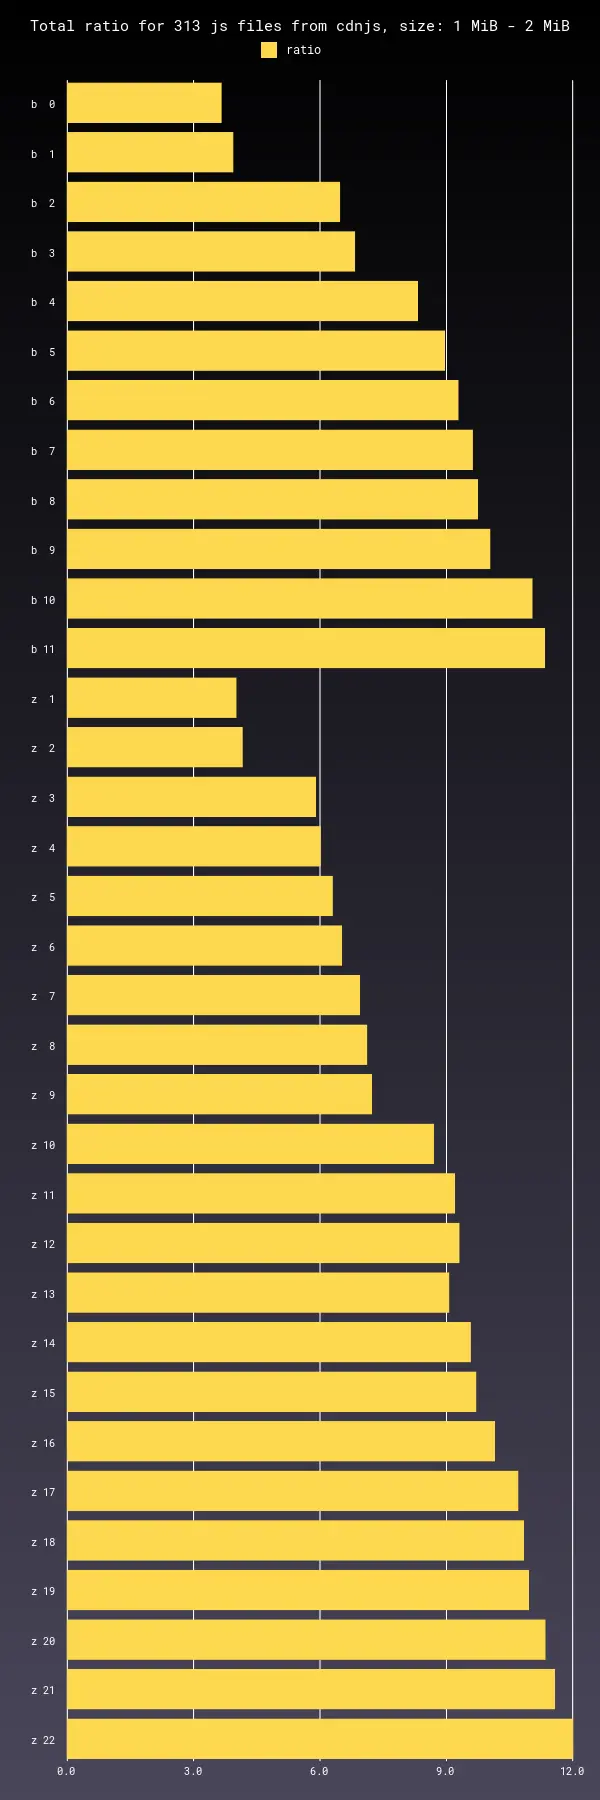 Total ratio for 313 js files from cdnjs, size: 1 MiB - 2 MiB
ratio
b 0
b 1
b 2
b 3
b 4
b 5
b 6
b 7
b 8
b 9
b 10
b 11
z 1
z 2
z 3
z 4
z 5
z 6
z 7
z 8
z 9
z 10
z 11
z 12
z 13
z 14
z 15
z 16
z 17
z 18
z 19
z 20
z 21
z 22
0.0 3.0 6.0 9.0 12.0